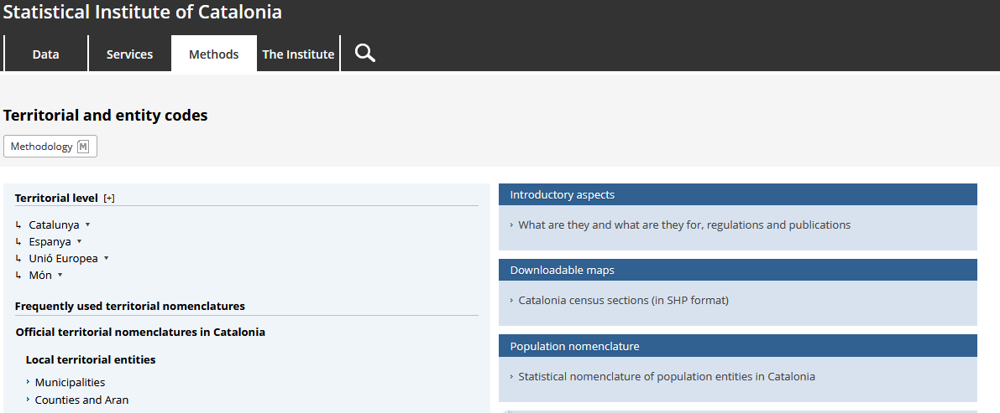 Statistical Institute of Catalonia
Data
Services
Methods
The Institute
Territorial and entity codes
Methodology M
Territorial level [+]
Catalunya
Espanya
Unió Europea
Món
Frequently used territorial nomenclatures
Official territorial nomenclatures in Catalonia
Local territorial entities
Municipalities
Counties and Aran
Introductory aspects
What are they and what are they for, regulations and publications
Downloadable maps
Catalonia census sections (in SHP format)
Population nomenclature
Statistical nomenclature of population entities in Catalonia